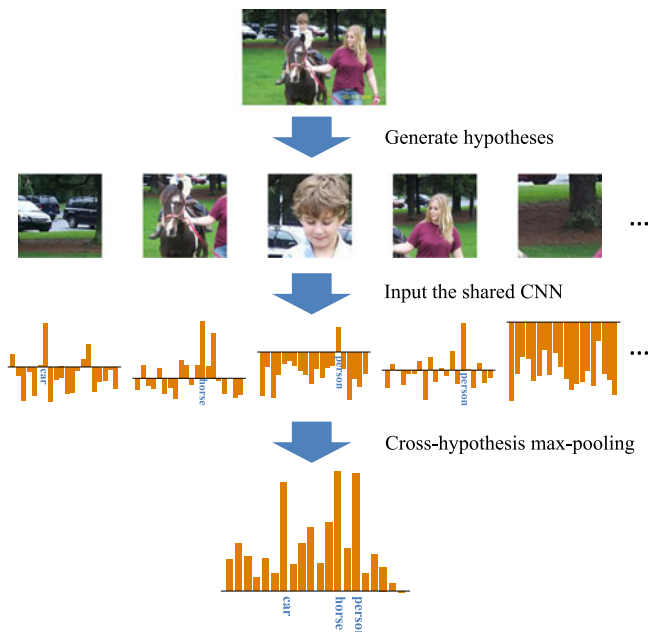 Generate hypotheses
...
Input the shared CNN
car
horse
person
person
...
Cross-hypothesis max-pooling
car
horse
person